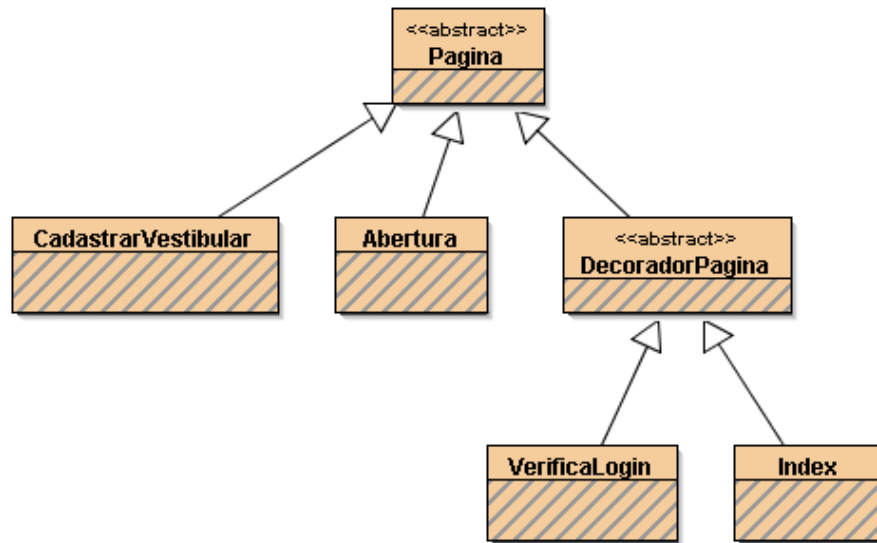 <<abstract>>
Pagina
CadastrarVestibular
Abertura
<<abstract>>
DecoradorPagina
VerificaLogin
Index